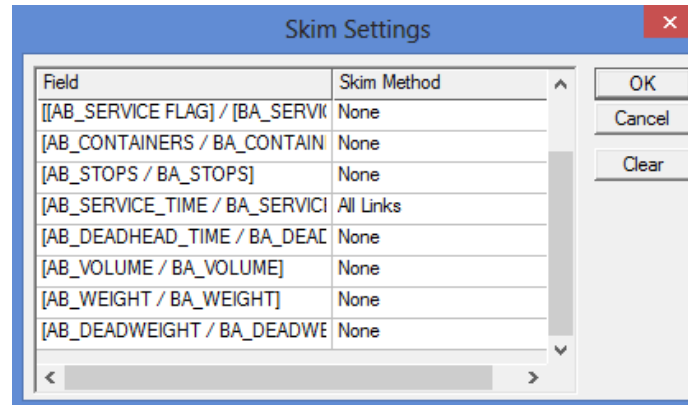 Skim Settings
Field Skim Method
[[AB_SERVICE FLAG] / [BA_SERVI( None
[AB_CONTAINERS / BA_CONTAIN None
[AB_STOPS / BA_STOPS] None
[AB_SERVICE_TIME / BA_SERVICI All Links
[AB_DEADHEAD_TIME / BA_DEAD None
[AB_VOLUME / BA_VOLUME] None
[AB_WEIGHT / BA_WEIGHT] None
[AB_DEADWEIGHT / BA_DEADWE None
OK
Cancel
Clear